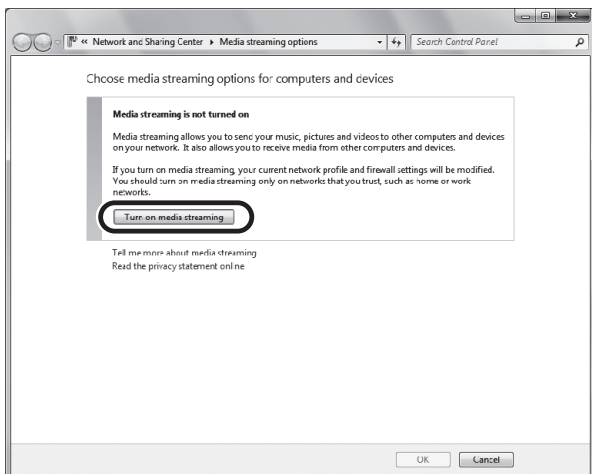 « Network and Sharing Center ▸ Media streaming options
Search Control Panel
Choose media streaming options for computers and devices
Media streaming is not turned on
Media streaming allows you to send your music, pictures and videos to other computers and devices
on your network. It also allows you to receive media from other computers and devices.
If you turn on media streaming, your current network profile and firewall settings will be modified.
You should turn on media streaming only on networks that you trust, such as home or work
networks.
Turn on media streaming
Tell me more about media streaming
Read the privacy statement online
OK
Cancel